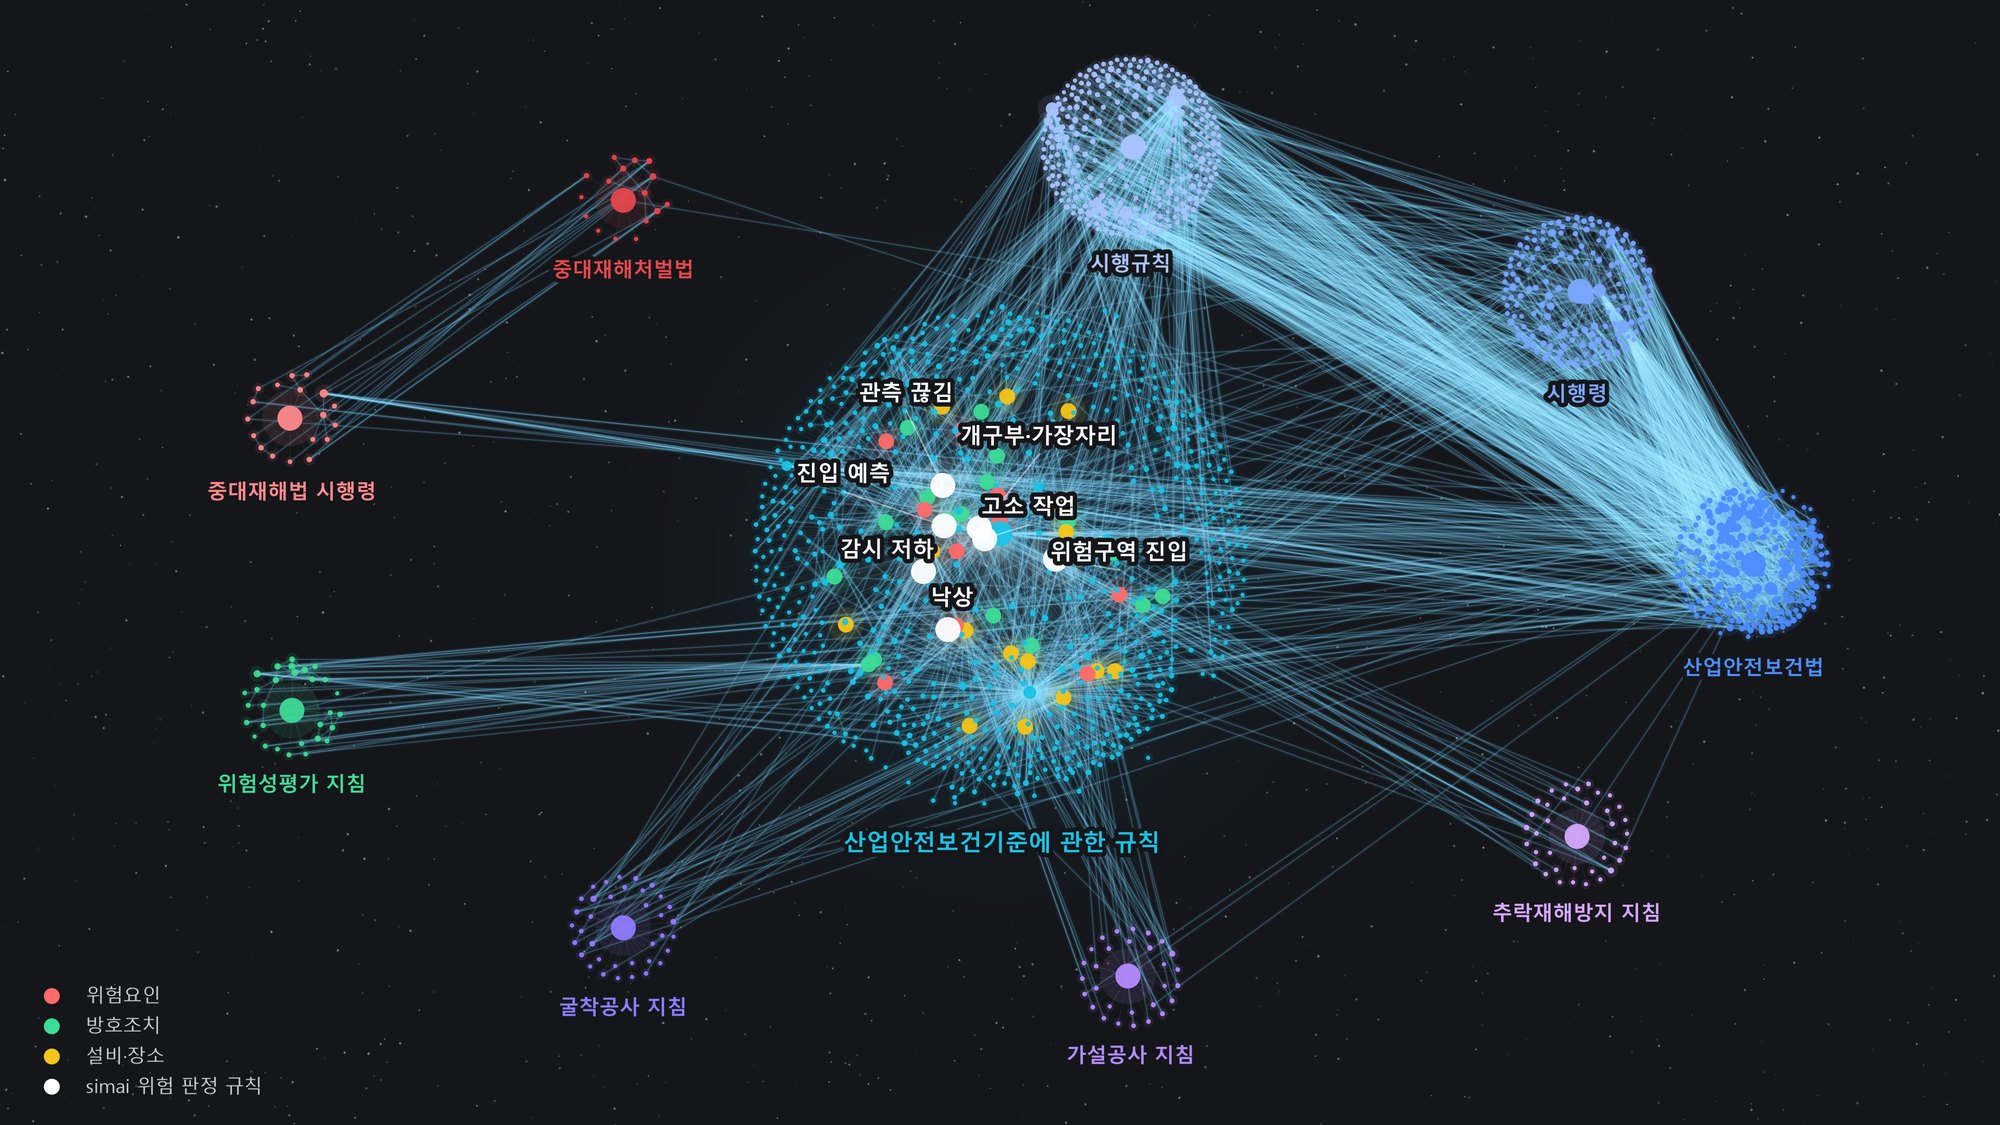 시행규칙
중대재해처벌법
시행령
관측 끊김
개구부·가장자리
진입 예측
중대재해법 시행령
고소 작업
감시 저하
위험구역 진입
낙상
산업안전보건법
위험성평가 지침
산업안전보건기준에 관한 규칙
추락재해방지 지침
굴착공사 지침
가설공사 지침
위험요인
방호조치
설비·장소
simai 위험 판정 규칙